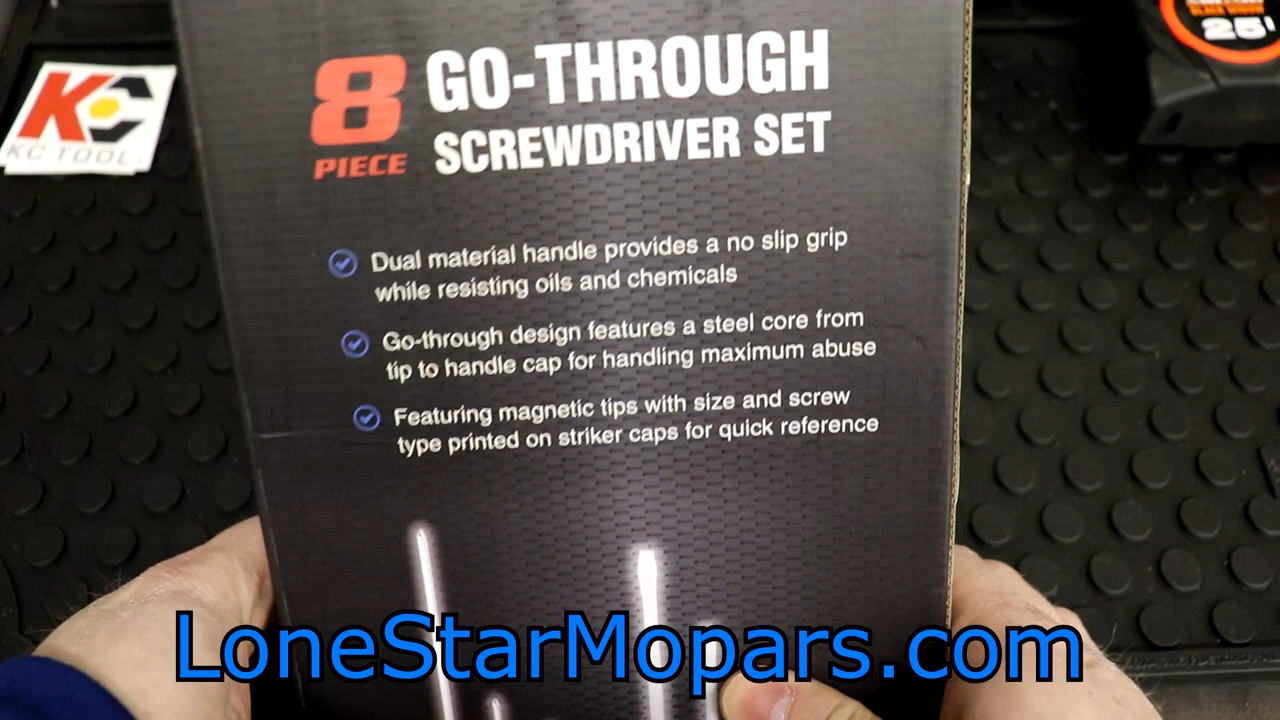 8
PIECE
GO-THROUGH
SCREWDRIVER SET
Dual material handle provides a no slip grip
while resisting oils and chemicals
Go-through design features a steel core from
tip to handle cap for handling maximum abuse
Featuring magnetic tips with size and screw
type printed on striker caps for quick reference
KC
KC TOOL
25'
LoneStarMopars.com